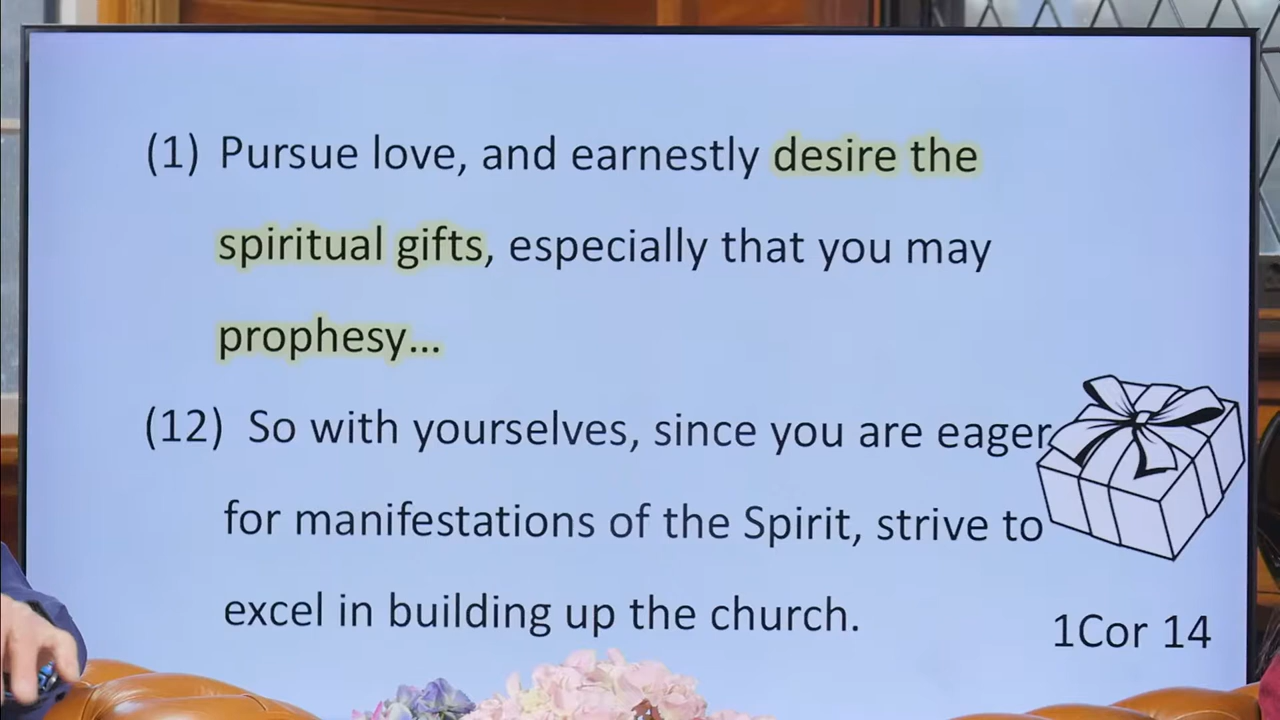 (1) Pursue love, and earnestly desire the
spiritual gifts, especially that you may
prophesy...
(12) So with yourselves, since you are eager
for manifestations of the Spirit, strive to
excel in building up the church.
1Cor 14